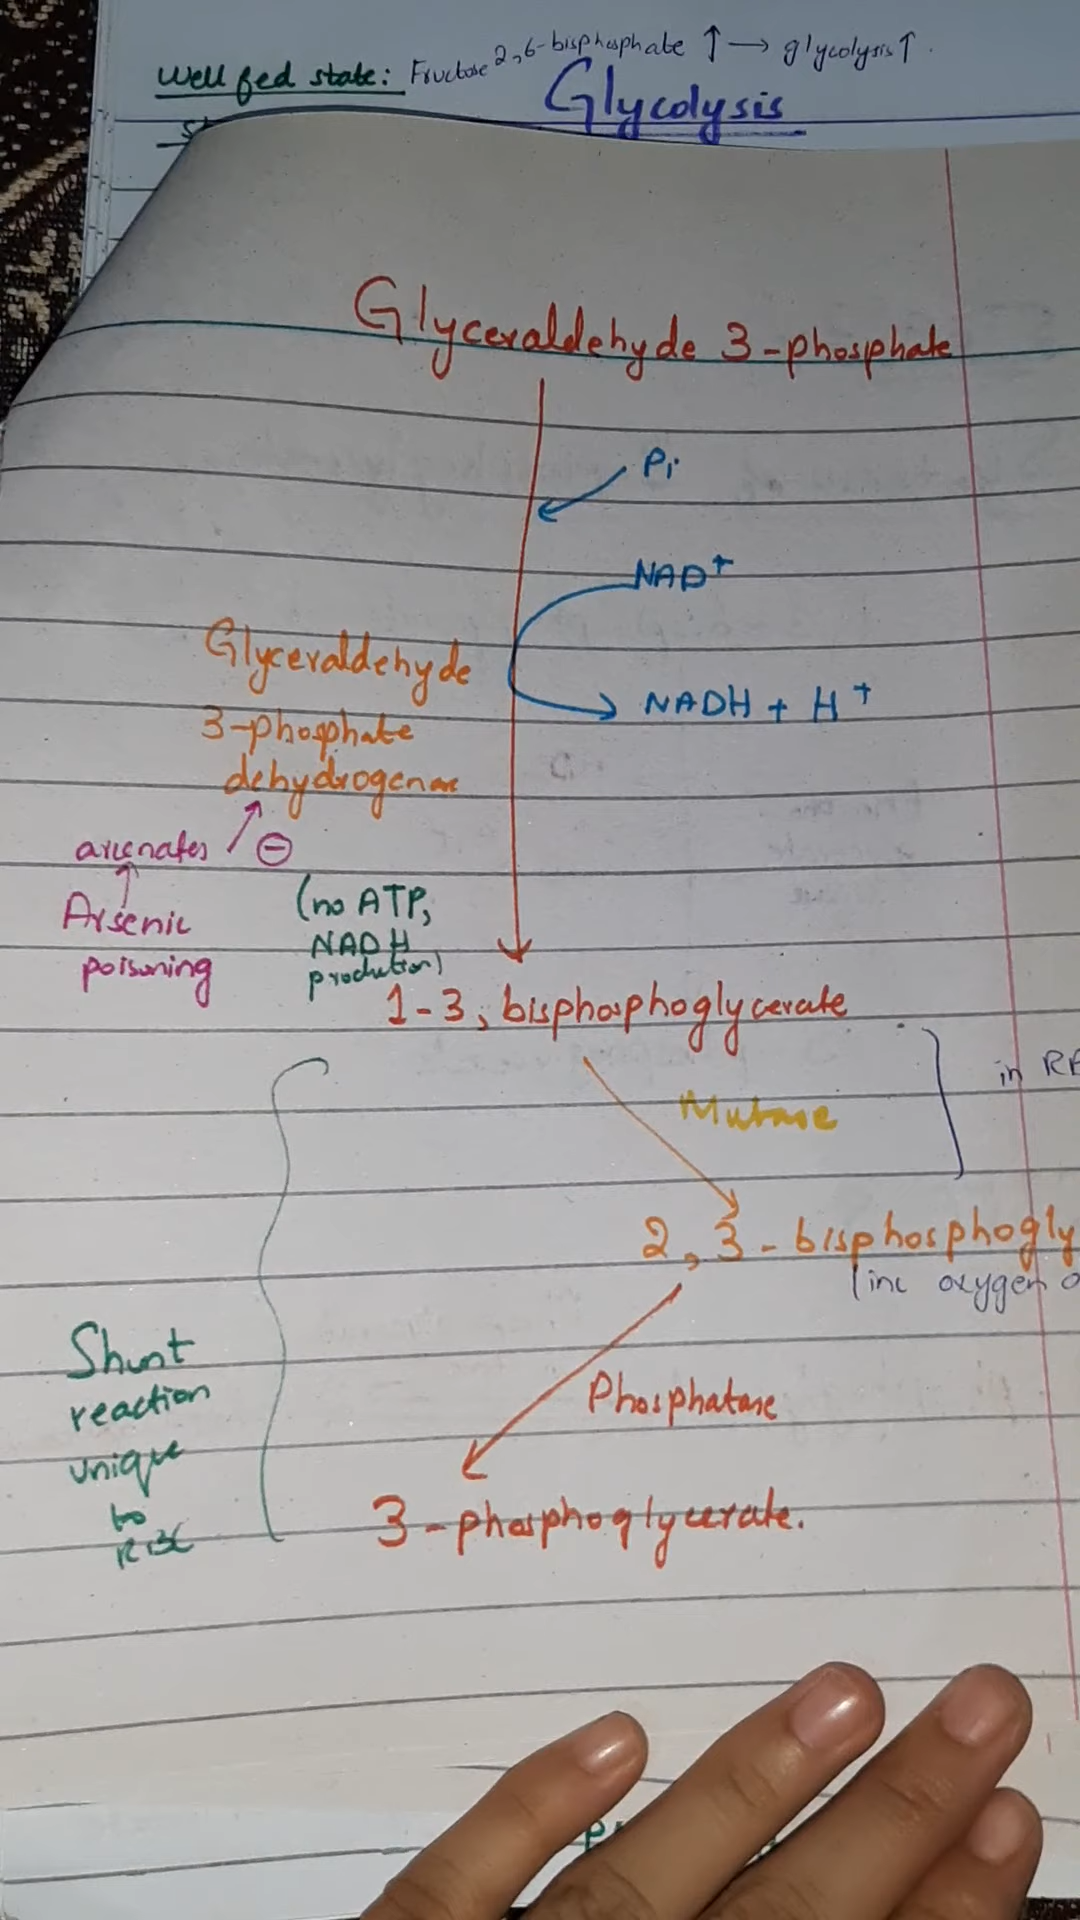 Well fed state: Fructose 2,6-bisphosphate ↑ → glycolysis ↑.
Glycolysis
Glyceraldehyde 3-phosphate
Pi
NAD+
Glyceraldehyde
3-phosphate
dehydrogenase
NADH + H+
arsenates ⊖
Arsenic
poisoning
(no ATP,
NADH
production)
1-3, bisphosphoglycerate
Mutase
in
2,3-bisphosphogly
(inc oxygen
Phosphatase
3-phosphoglycerate.
Shunt
reaction
unique
to
RBC